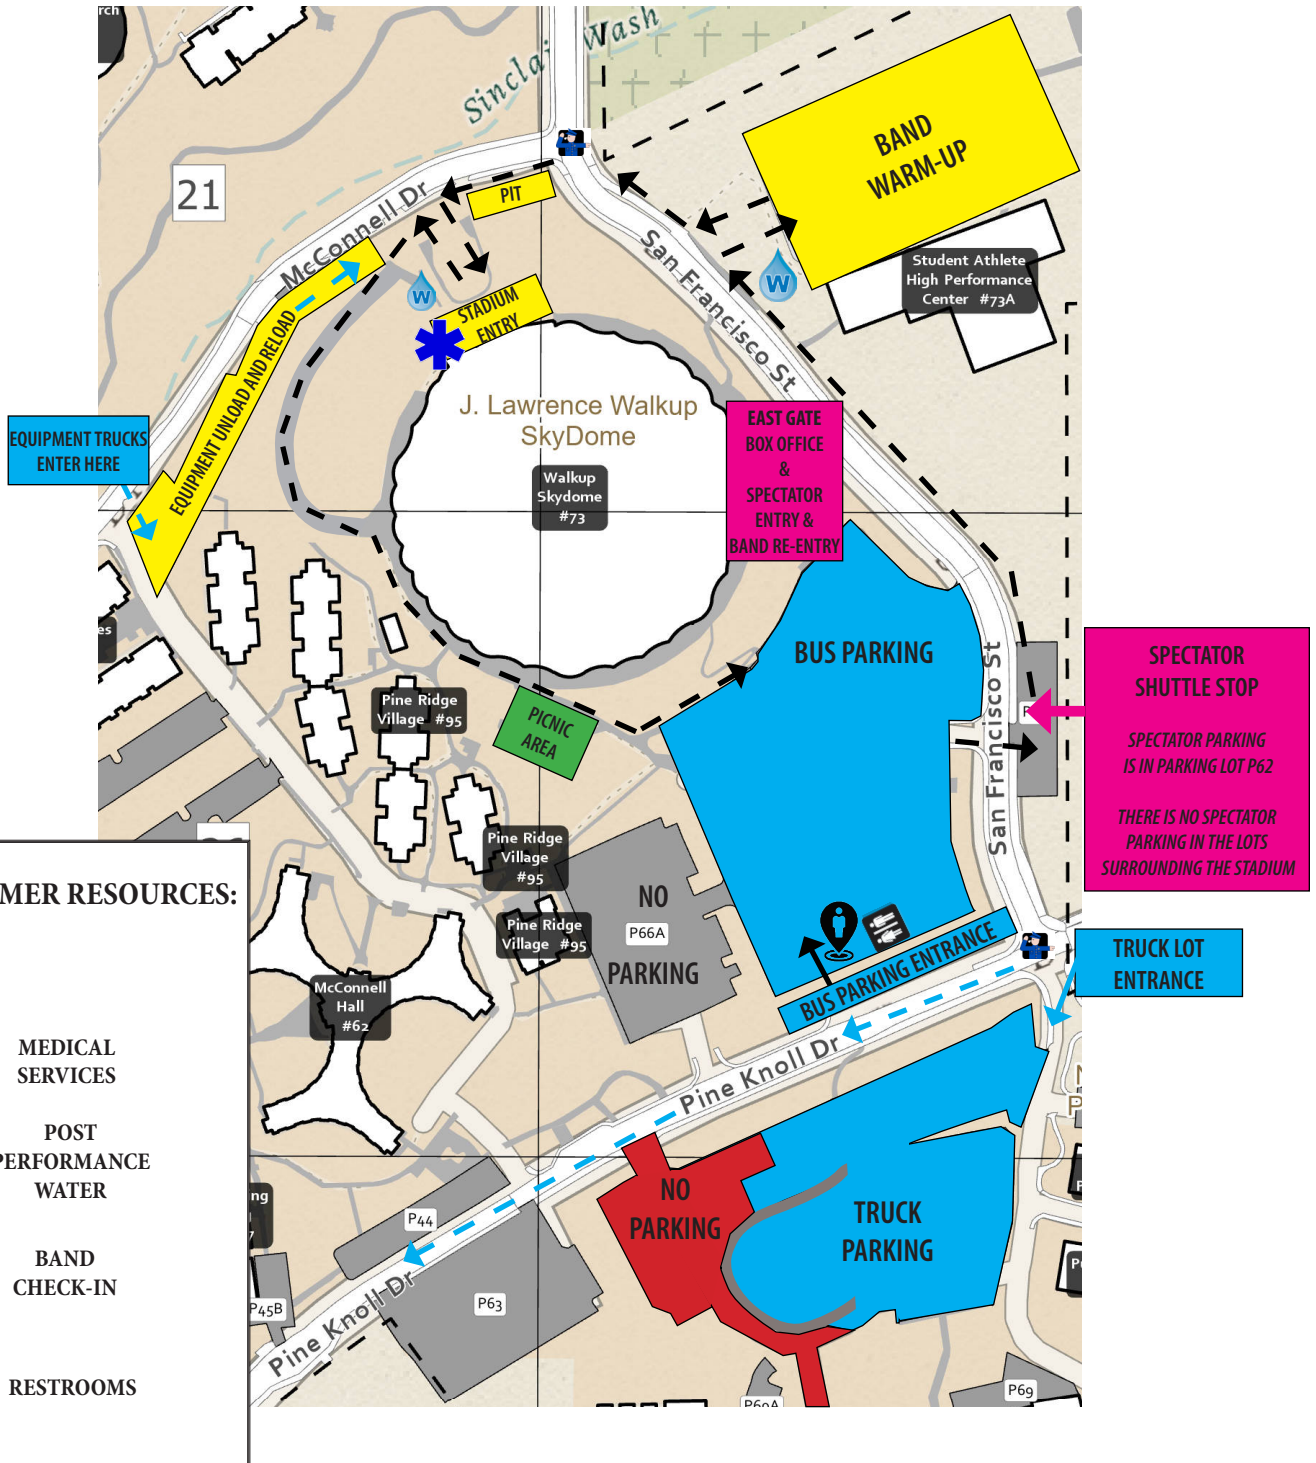 rch
Sinclai
Wash
21
BAND
WARM-UP
McConnell Dr
PIT
San Francisco St
Student Athlete
High Performance
Center #73A
W
W
STADIUM
ENTRY
EQUIPMENT UNLOAD AND RELOAD
J. Lawrence Walkup
SkyDome
EQUIPMENT TRUCKS
ENTER HERE
Walkup
Skydome
#73
EAST GATE
BOX OFFICE
&
SPECTATOR
ENTRY &
BAND RE-ENTRY
es
BUS PARKING
San Francisco St
SPECTATOR
SHUTTLE STOP
SPECTATOR PARKING
IS IN PARKING LOT P62
THERE IS NO SPECTATOR
PARKING IN THE LOTS
SURROUNDING THE STADIUM
P
Pine Ridge
Village #95
PICNIC
AREA
Pine Ridge
Village
#95
NO
P66A
PARKING
Pine Ridge
Village #95
BUS PARKING ENTRANCE
TRUCK LOT
ENTRANCE
MER RESOURCES:
McConnell
Hall
#62
MEDICAL
SERVICES
Pine Knoll Dr
N
P
POST
PERFORMANCE
WATER
NO
PARKING
TRUCK
PARKING
ng
7
P44
BAND
CHECK-IN
P45B
P63
Pine Knoll Dr
RESTROOMS
P69
P60A